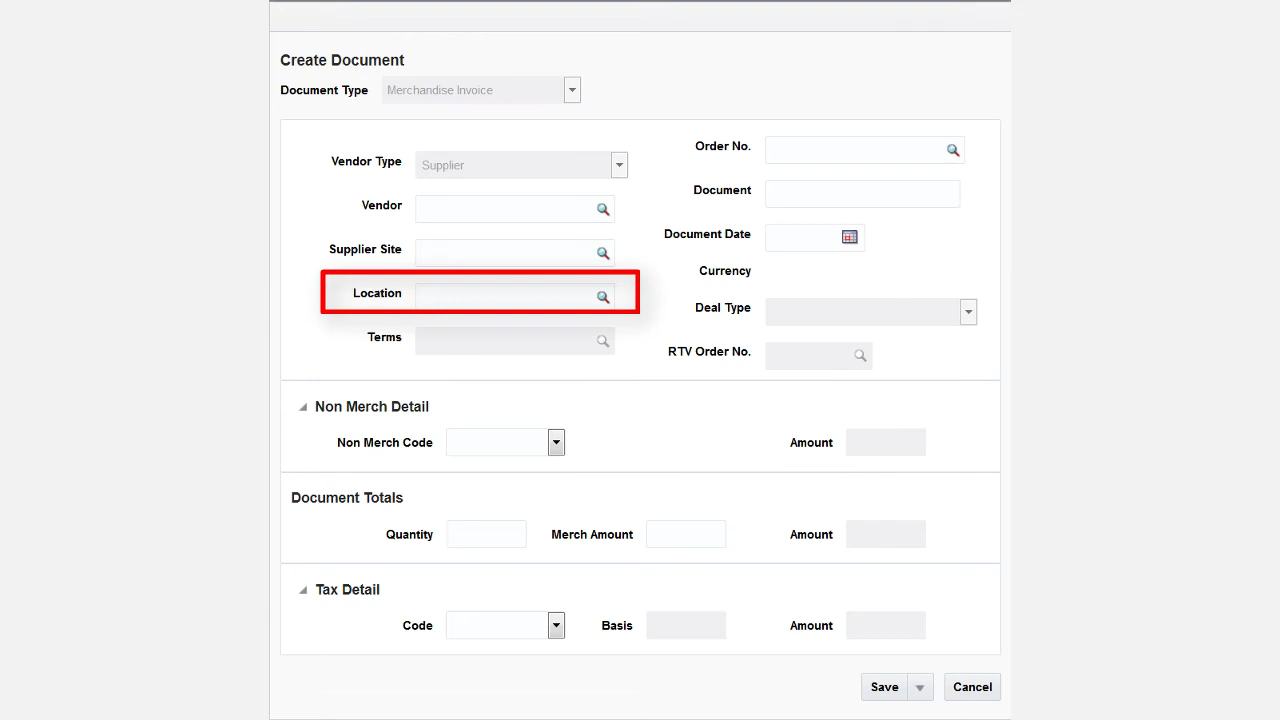 Create Document
Document Type Merchandise Invoice
Vendor Type Supplier
Vendor
Supplier Site
Location
Terms
Order No.
Document
Document Date
Currency
Deal Type
RTV Order No.
Non Merch Detail
Non Merch Code Amount
Document Totals
Quantity Merch Amount Amount
Tax Detail
Code Basis Amount
Save Cancel